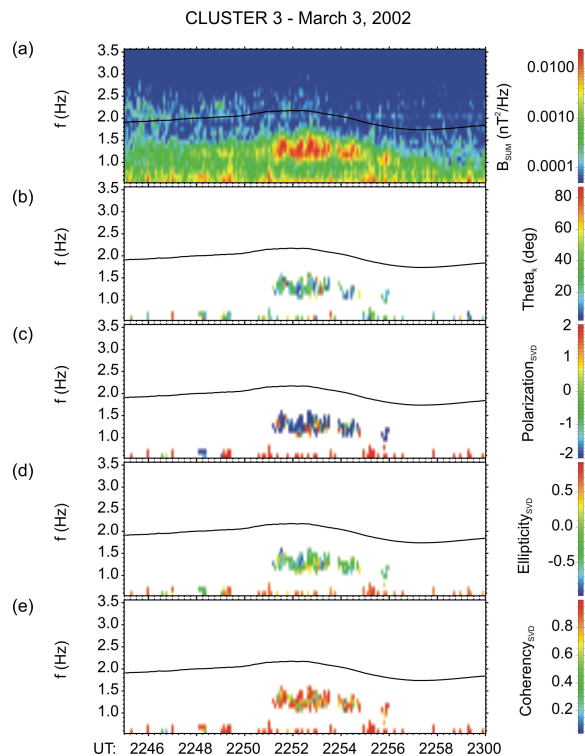 CLUSTER 3 - March 3, 2002
(a)
f (Hz)
3.5
3.0
2.5
2.0
1.5
1.0
0.0100
0.0010
0.0001
B_SUM (nT²/Hz)
(b)
f (Hz)
3.5
3.0
2.5
2.0
1.5
1.0
80
60
40
20
Theta_k (deg)
(c)
f (Hz)
3.5
3.0
2.5
2.0
1.5
1.0
2
1
0
-1
-2
Polarization_SVD
(d)
f (Hz)
3.5
3.0
2.5
2.0
1.5
1.0
0.5
0.0
-0.5
Ellipticity_SVD
(e)
f (Hz)
3.5
3.0
2.5
2.0
1.5
1.0
0.8
0.6
0.4
0.2
Coherency_SVD
UT: 2246 2248 2250 2252 2254 2256 2258 2300